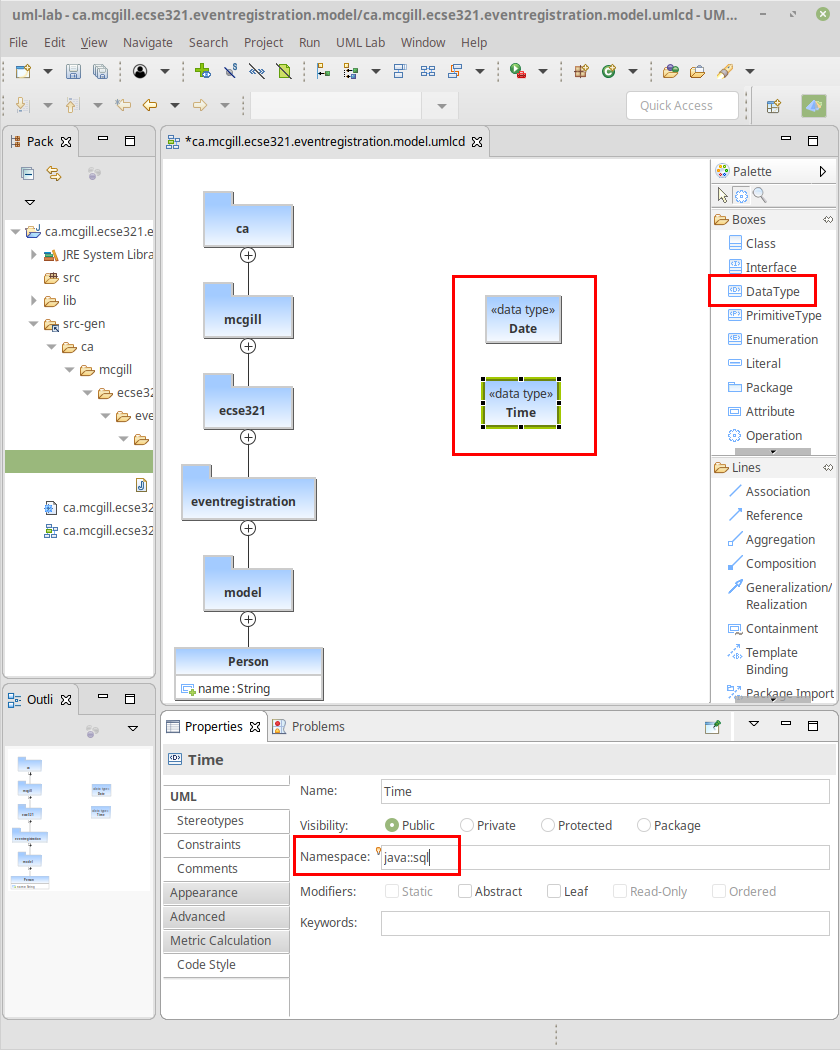 uml-lab - ca.mcgill.ecse321.eventregistration.model/ca.mcgill.ecse321.eventregistration.model.umlcd - UM...
File Edit View Navigate Search Project Run UML Lab Window Help
Quick Access
Pack
ca.mcgill.ecse321.e
JRE System Libra
src
lib
src-gen
ca
mcgill
ecse32
eve
ca.mcgill.ecse32
ca.mcgill.ecse32
*ca.mcgill.ecse321.eventregistration.model.umlcd
ca
mcgill
ecse321
eventregistration
model
Person
name : String
«data type»
Date
«data type»
Time
Palette
Boxes
Class
Interface
DataType
PrimitiveType
Enumeration
Literal
Package
Attribute
Operation
Lines
Association
Reference
Aggregation
Composition
Generalization/
Realization
Containment
Template
Binding
Package Import
Outli
Properties
Problems
Time
UML
Stereotypes
Constraints
Comments
Appearance
Advanced
Metric Calculation
Code Style
Name: Time
Visibility: Public Private Protected Package
Namespace: java::sql
Modifiers: Static Abstract Leaf Read-Only Ordered
Keywords: